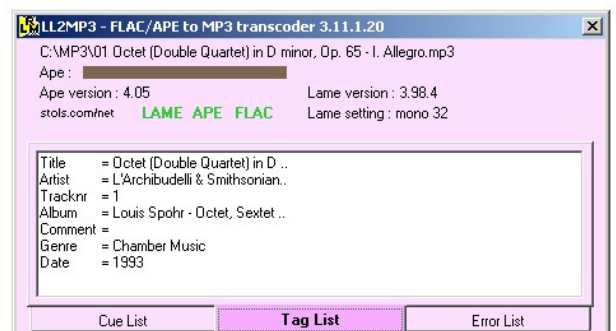 LL2MP3 - FLAC/APE to MP3 transcoder 3.11.1.20
C:\MP3\01 Octet (Double Quartet) in D minor, Op. 65 - I. Allegro.mp3
Ape :
Ape version : 4.05 Lame version : 3.98.4
stols.com/net LAME APE FLAC Lame setting : mono 32
Title = Octet (Double Quartet) in D ..
Artist = L'Archibudelli & Smithsonian..
Tracknr = 1
Album = Louis Spohr - Octet, Sextet ..
Comment =
Genre = Chamber Music
Date = 1993
Cue List Tag List Error List